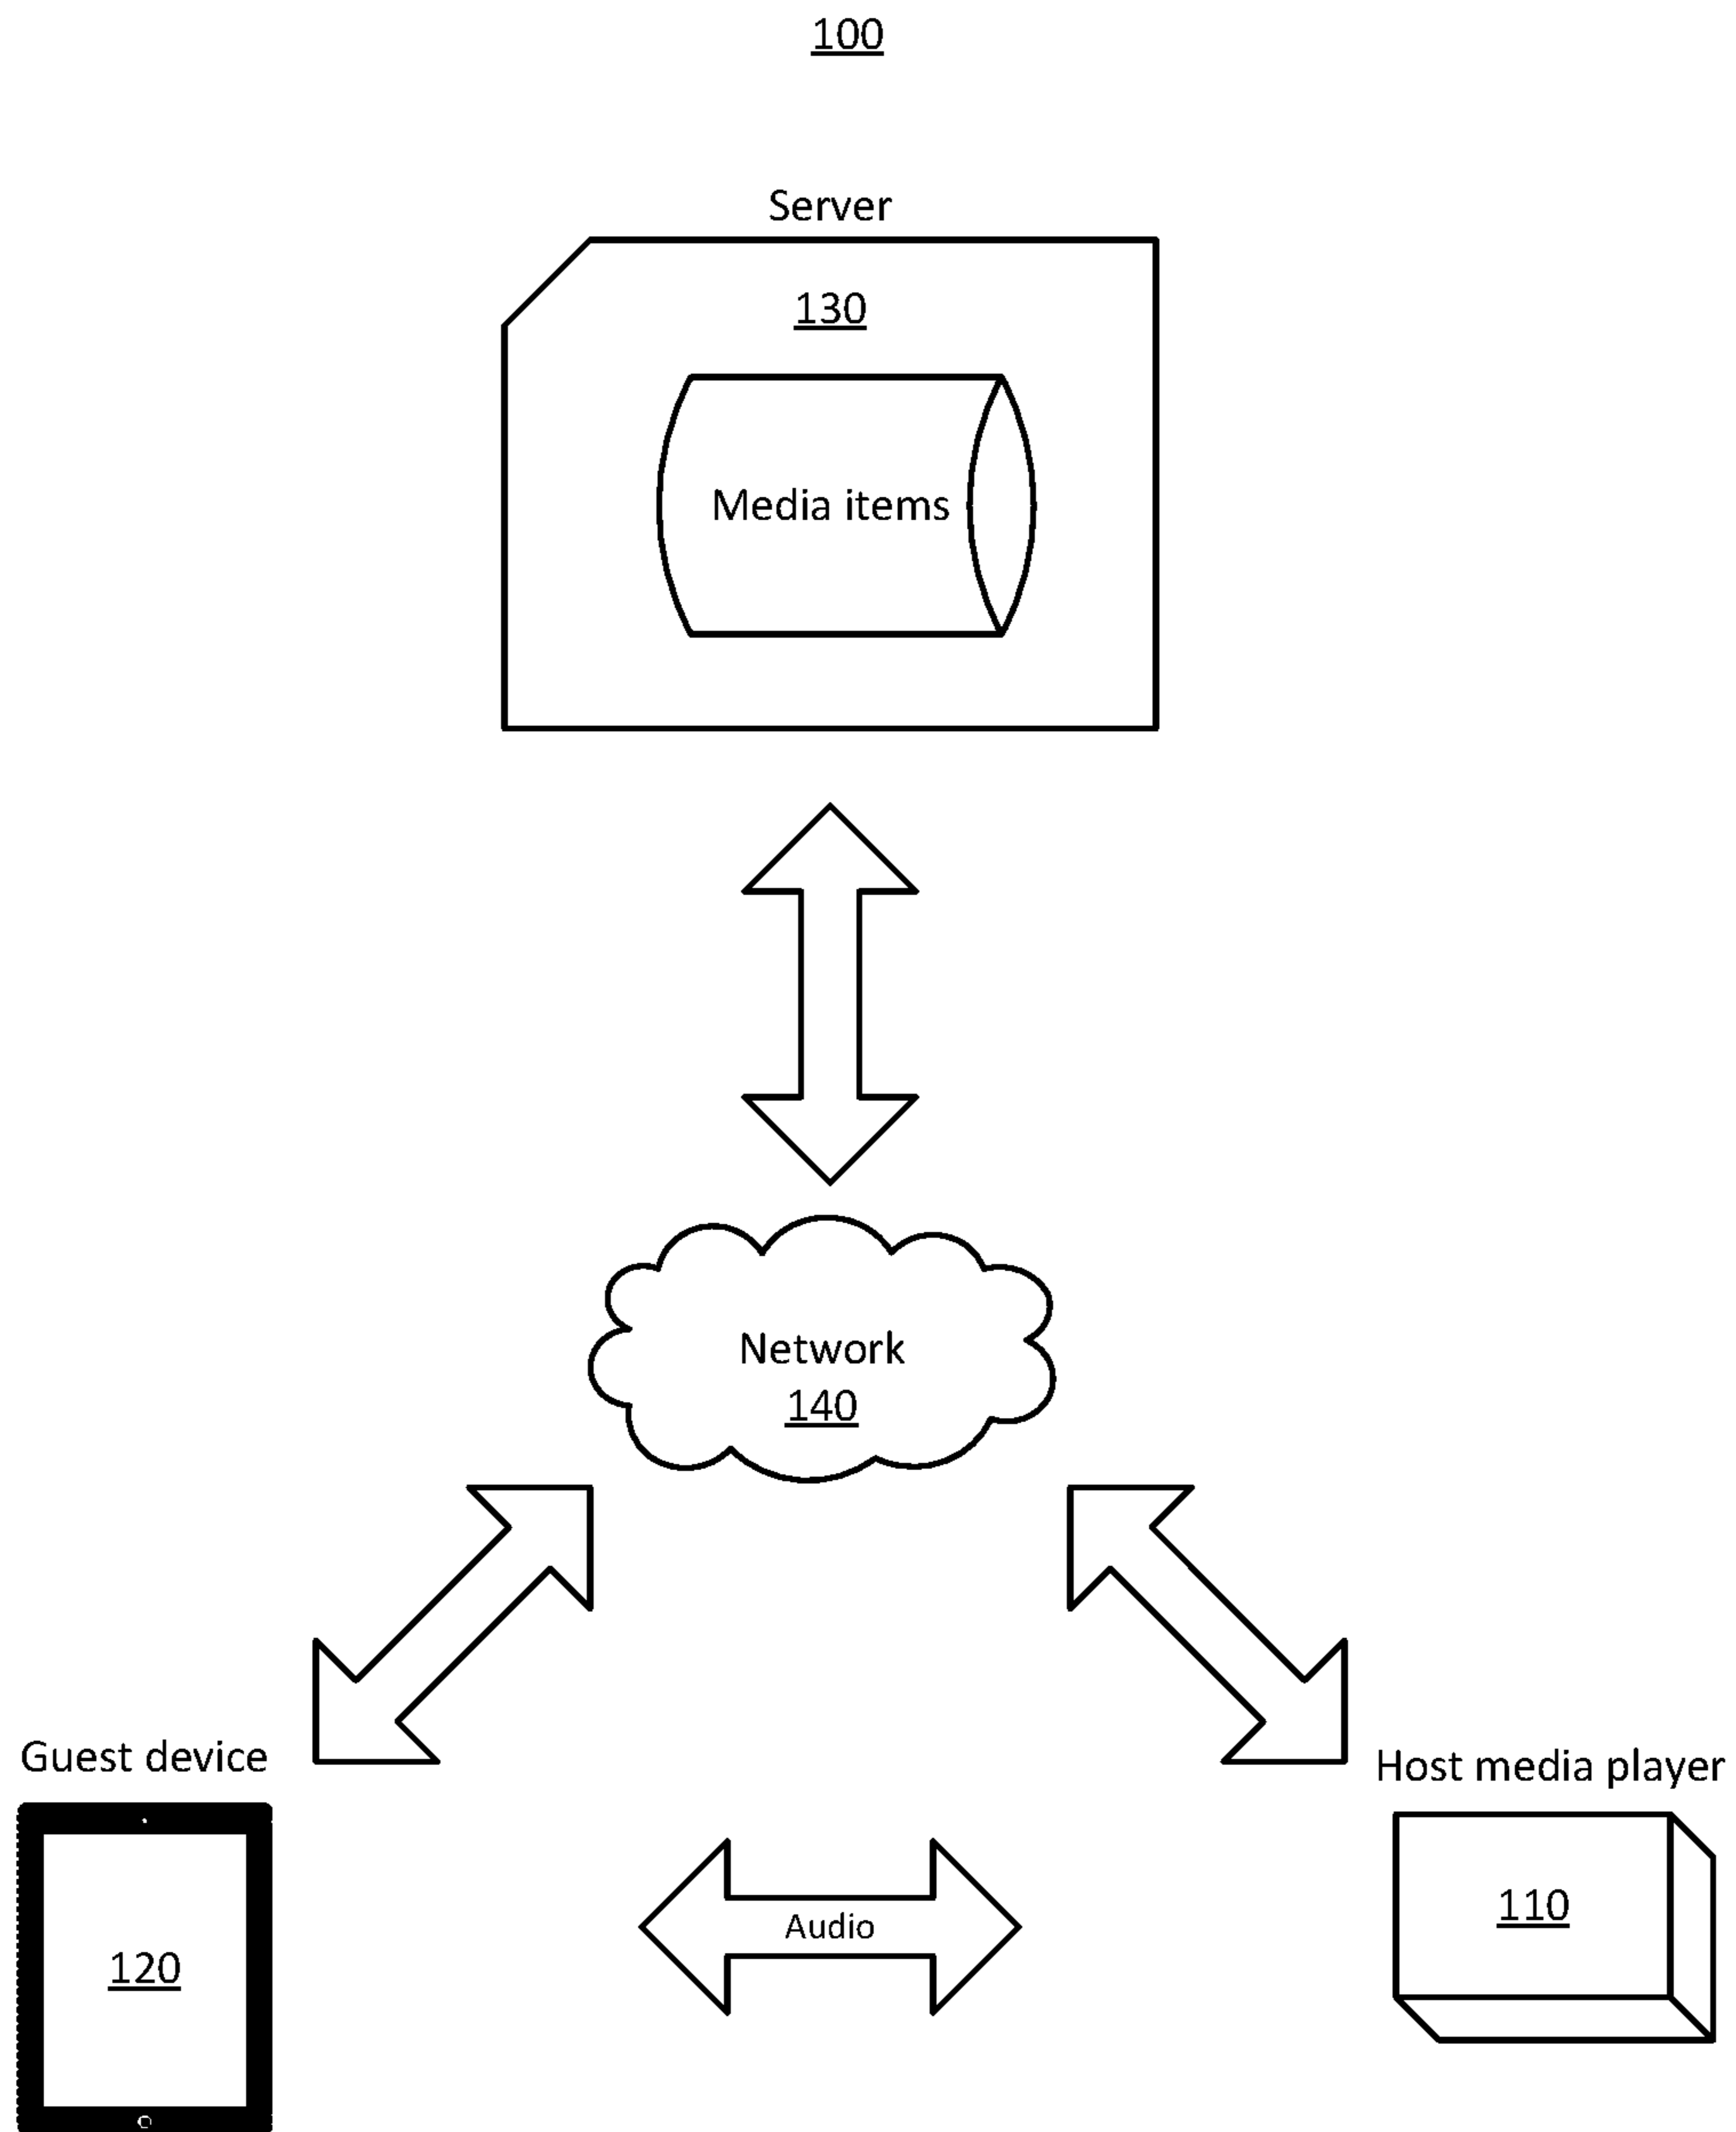 100
Server
130
Media items
Network
140
Guest device
Host media player
Audio
110
120